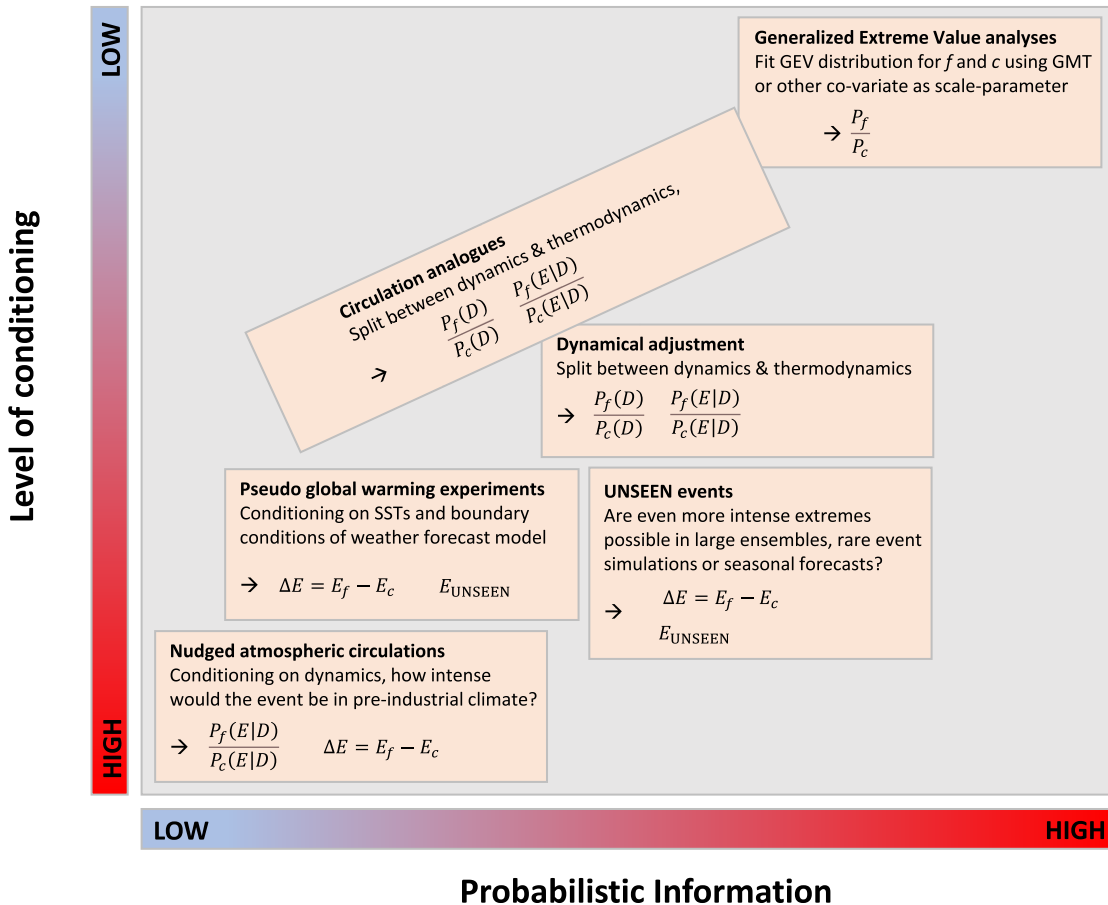 LOW
HIGH
Level of conditioning
Generalized Extreme Value analyses
Fit GEV distribution for f and c using GMT
or other co-variate as scale-parameter
→ P_f / P_c
Circulation analogues
Split between dynamics & thermodynamics,
→ P_f(D) / P_c(D) P_f(E|D) / P_c(E|D)
Dynamical adjustment
Split between dynamics & thermodynamics
→ P_f(D) / P_c(D) P_f(E|D) / P_c(E|D)
Pseudo global warming experiments
Conditioning on SSTs and boundary
conditions of weather forecast model
→ ΔE = E_f − E_c E_UNSEEN
UNSEEN events
Are even more intense extremes
possible in large ensembles, rare event
simulations or seasonal forecasts?
→ ΔE = E_f − E_c
E_UNSEEN
Nudged atmospheric circulations
Conditioning on dynamics, how intense
would the event be in pre-industrial climate?
→ P_f(E|D) / P_c(E|D) ΔE = E_f − E_c
LOW HIGH
Probabilistic Information